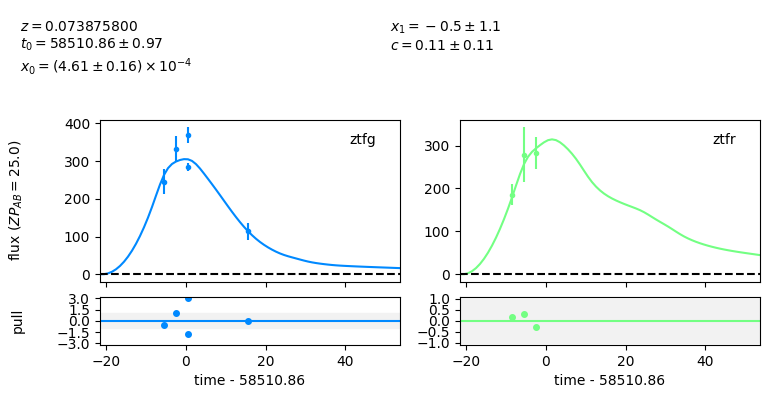 z = 0.073875800
t₀ = 58510.86 ± 0.97
x₀ = (4.61 ± 0.16) × 10⁻⁴
x₁ = −0.5 ± 1.1
c = 0.11 ± 0.11
flux (ZP_AB = 25.0)
400
300
200
100
0
ztfg
300
200
100
0
ztfr
pull
3.0
1.5
0.0
−1.5
−3.0
−20
0
20
40
time - 58510.86
1.0
0.5
0.0
−0.5
−1.0
−20
0
20
40
time - 58510.86